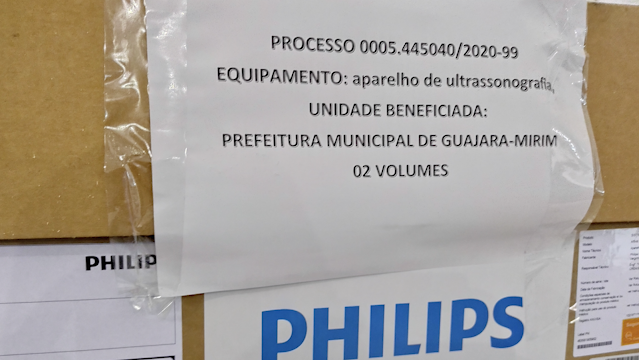 PROCESSO 0005.445040/2020-99
EQUIPAMENTO: aparelho de ultrassonografia,
UNIDADE BENEFICIADA:
PREFEITURA MUNICIPAL DE GUAJARA-MIRIM
02 VOLUMES
PHILIP
PHILIPS